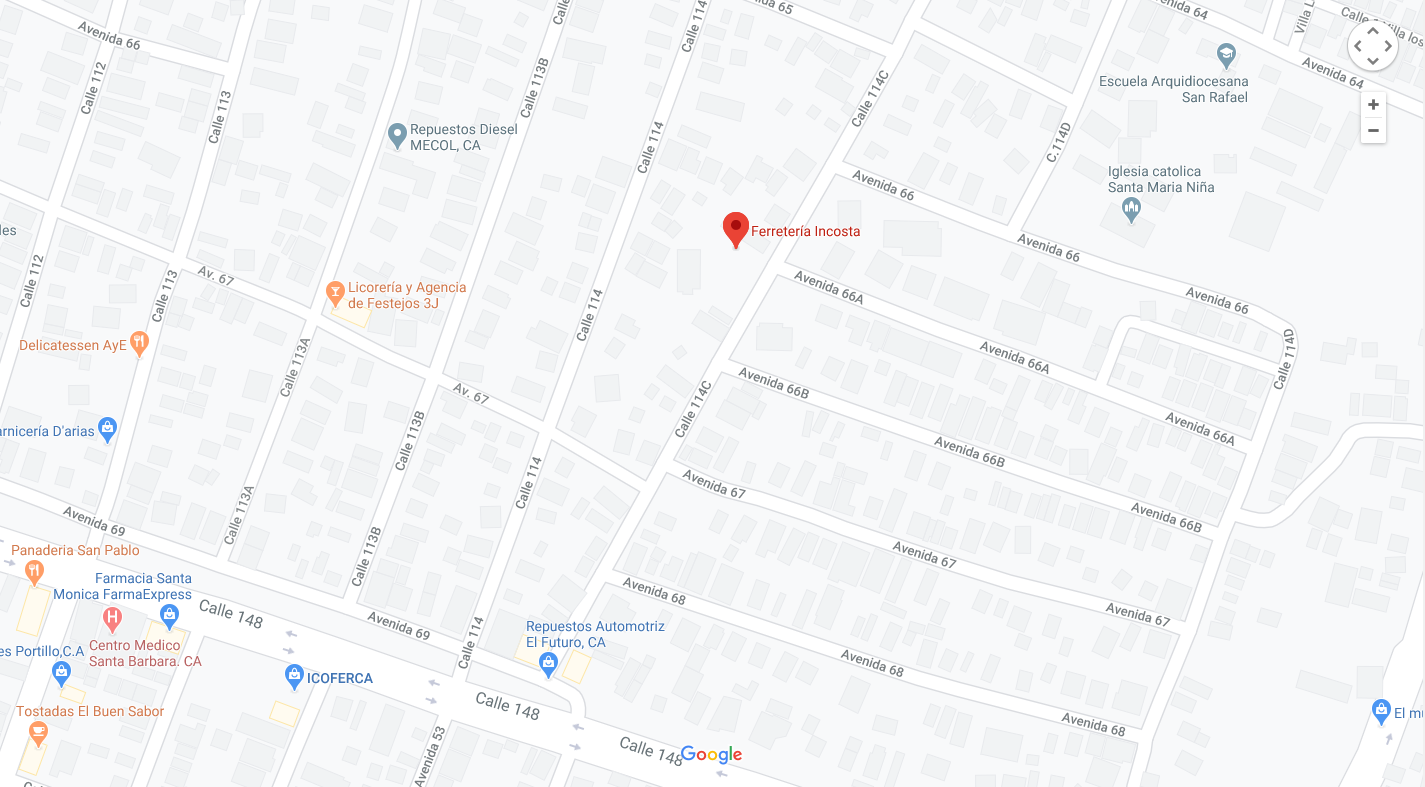 Avenida 66
Calle 112
Calle 113
Calle 113B
Calle 114
Avenida 65
Calle 114C
Avenida 64
Avenida 64
Escuela Arquidiocesana
San Rafael
Repuestos Diesel
MECOL, CA
Calle 114
C.114D
Iglesia catolica
Santa Maria Niña
Avenida 66
Ferretería Incosta
Avenida 66
Avenida 66
Calle 112
Calle 113
Av. 67
Licorería y Agencia
de Festejos 3J
Calle 114
Avenida 66A
Avenida 66A
Avenida 66A
Calle 114D
Delicatessen AyE
Calle 113A
Av. 67
Calle 114C
Avenida 66B
Avenida 66B
Avenida 66B
arnicería D'arias
Calle 113B
Calle 114
Avenida 67
Avenida 67
Avenida 67
Calle 113A
Avenida 69
Calle 113B
Panaderia San Pablo
Farmacia Santa
Monica FarmaExpress
Calle 148
Avenida 69
Calle 114
Avenida 68
Avenida 68
Avenida 68
Repuestos Automotriz
El Futuro, CA
Centro Medico
Santa Barbara. CA
es Portillo,C.A
ICOFERCA
Calle 148
Tostadas El Buen Sabor
Avenida 53
Calle 148
Google
El mu